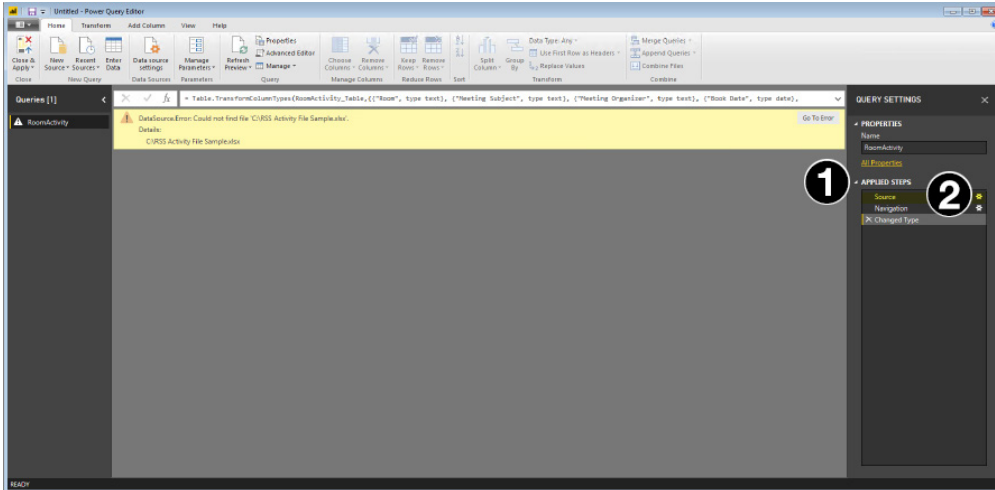 Untitled - Power Query Editor
Home Transform Add Column View Help
Close & Apply
New Source
Recent Sources
Enter Data
Data source settings
Manage Parameters
Refresh Preview
Properties
Advanced Editor
Manage
Choose Columns
Remove Columns
Keep Rows
Remove Rows
Split Column
Group By
Data Type: Any
Use First Row as Headers
Replace Values
Merge Queries
Append Queries
Combine Files
Close New Query Data Sources Parameters Query Manage Columns Reduce Rows Sort Transform Combine
Queries [1]
RoomActivity
= Table.TransformColumnTypes(RoomActivity_Table,{{"Room", type text}, {"Meeting Subject", type text}, {"Meeting Organizer", type text}, {"Book Date", type date},
DataSource.Error: Could not find file 'C:\RSS Activity File Sample.xlsx'.
Details:
C:\RSS Activity File Sample.xlsx
Go To Error
QUERY SETTINGS
PROPERTIES
Name
RoomActivity
All Properties
1
APPLIED STEPS
2
Source
Navigation
Changed Type
READY